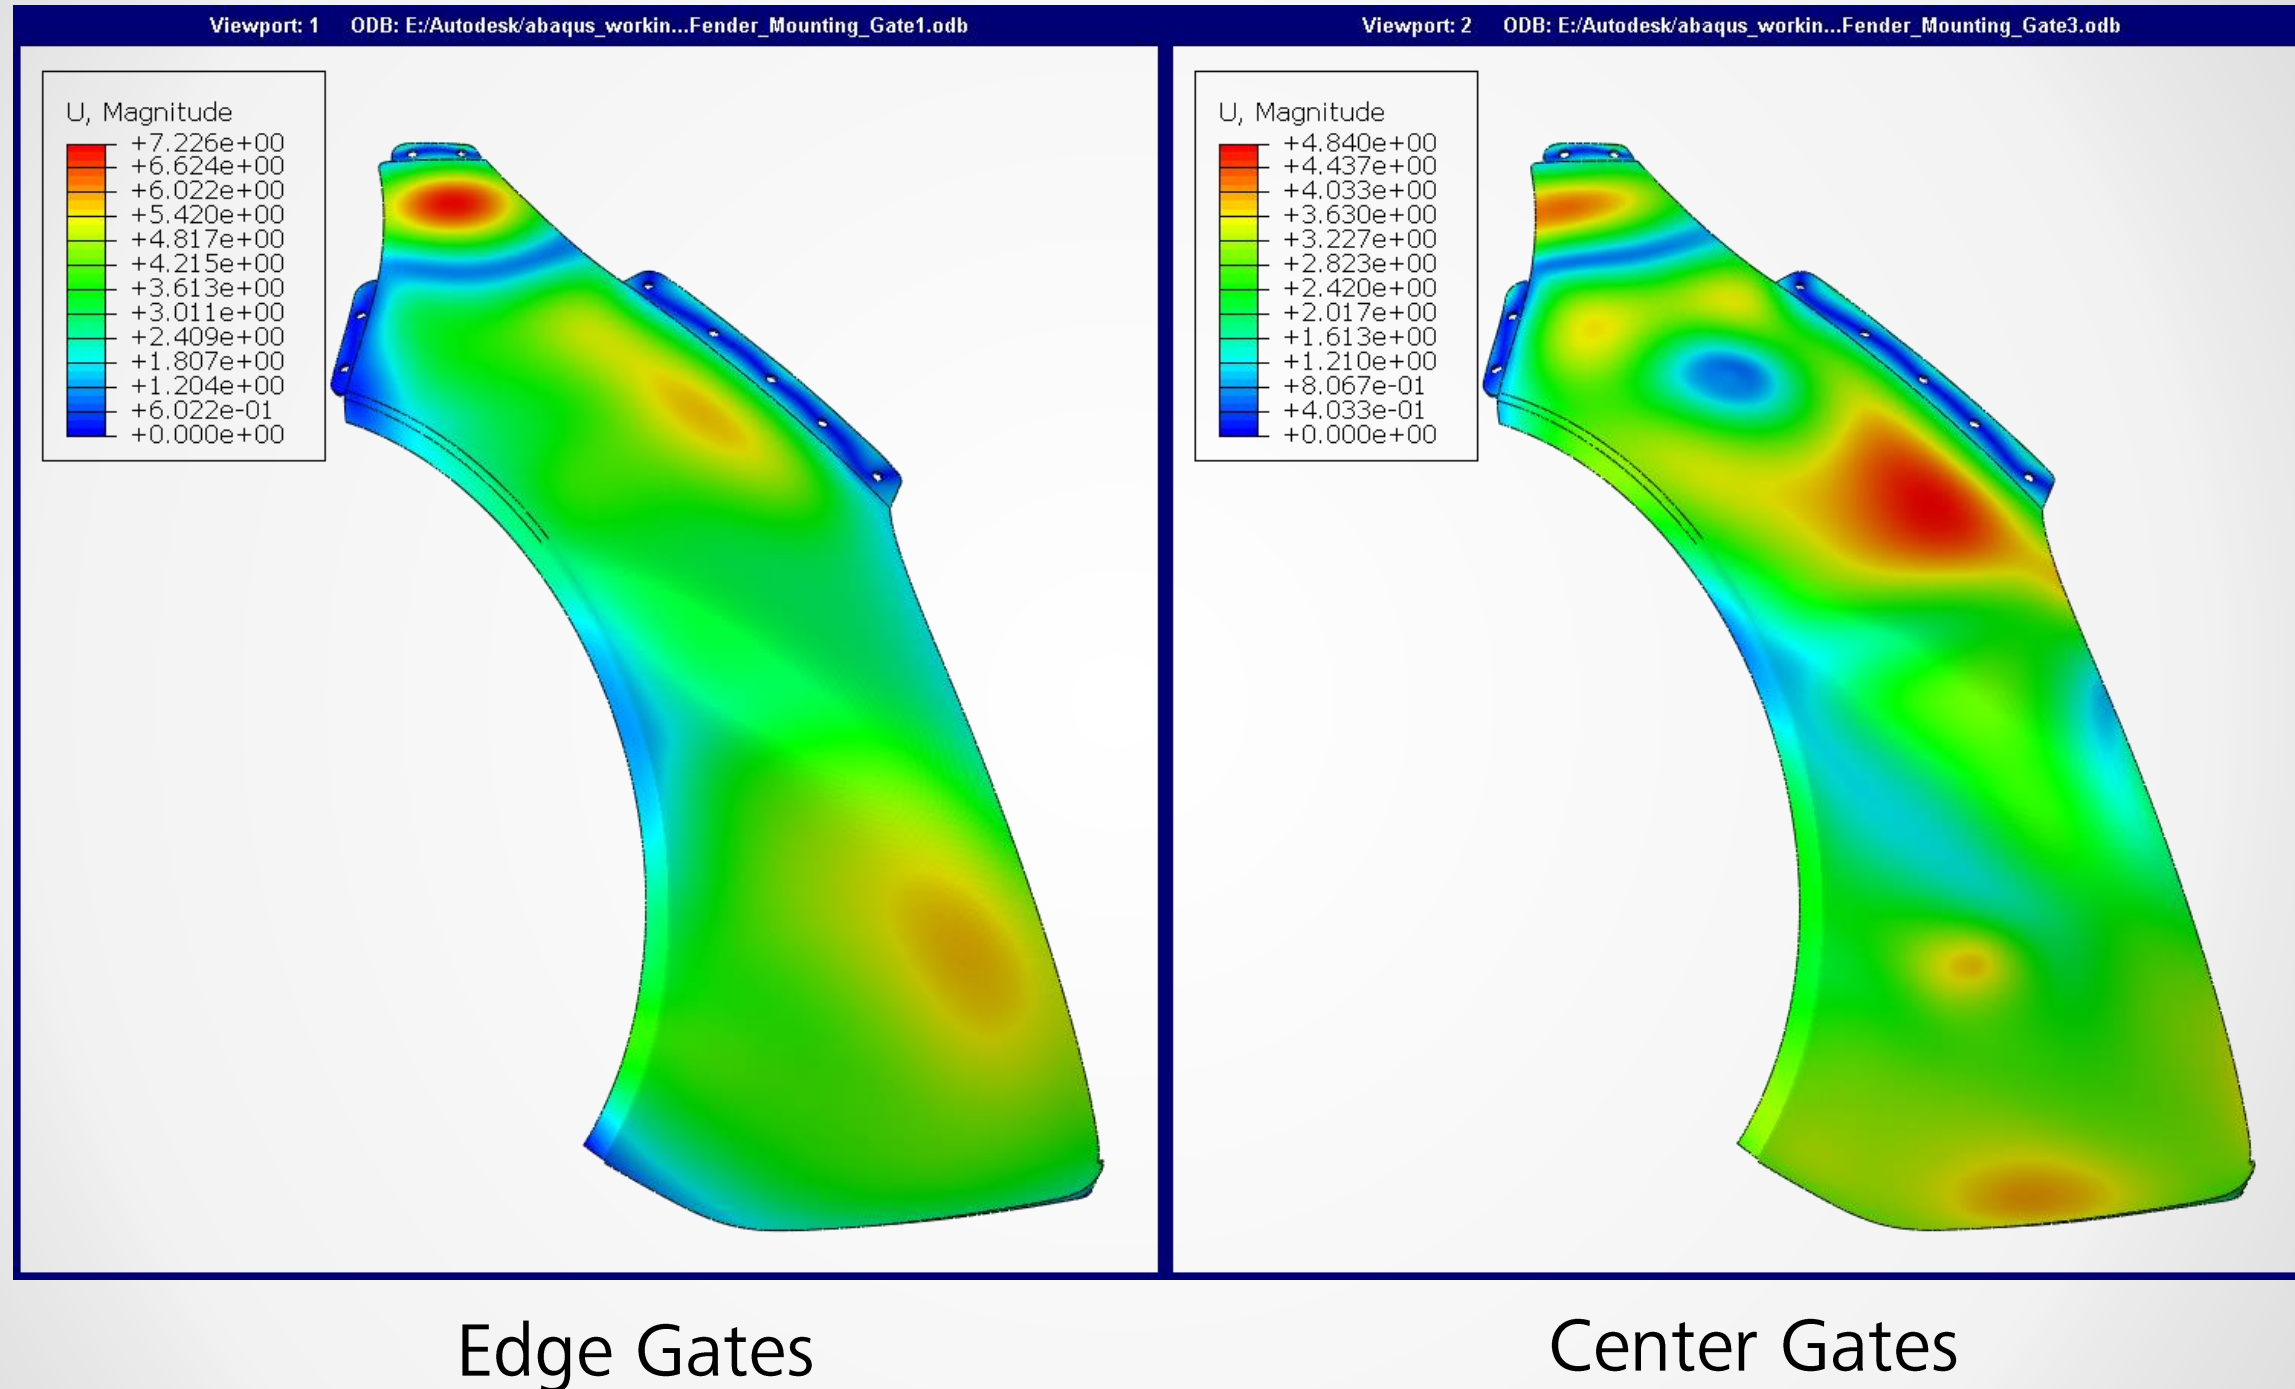 Viewport: 1 ODB: E:/Autodesk/abaqus_workin...Fender_Mounting_Gate1.odb
U, Magnitude
+7.226e+00
+6.624e+00
+6.022e+00
+5.420e+00
+4.817e+00
+4.215e+00
+3.613e+00
+3.011e+00
+2.409e+00
+1.807e+00
+1.204e+00
+6.022e-01
+0.000e+00
Viewport: 2 ODB: E:/Autodesk/abaqus_workin...Fender_Mounting_Gate3.odb
U, Magnitude
+4.840e+00
+4.437e+00
+4.033e+00
+3.630e+00
+3.227e+00
+2.823e+00
+2.420e+00
+2.017e+00
+1.613e+00
+1.210e+00
+8.067e-01
+4.033e-01
+0.000e+00
Edge Gates
Center Gates